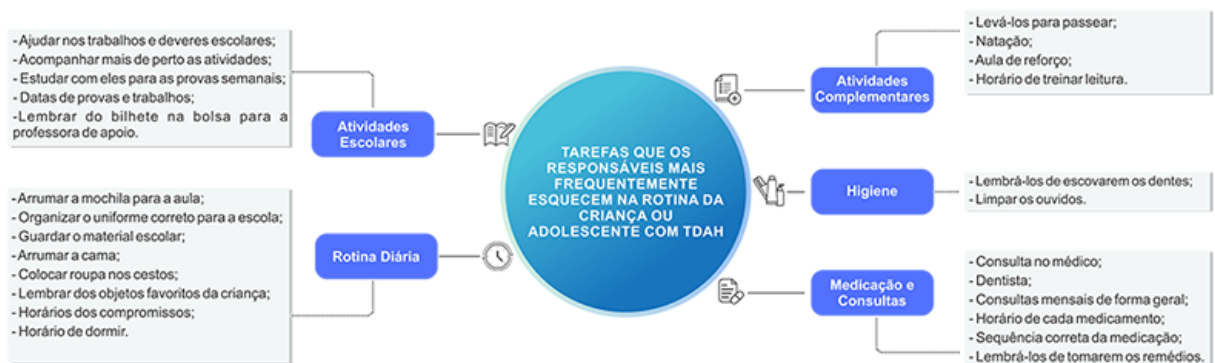 - Ajudar nos trabalhos e deveres escolares;
- Acompanhar mais de perto as atividades;
- Estudar com eles para as provas semanais;
- Datas de provas e trabalhos;
-Lembrar do bilhete na bolsa para a
professora de apoio.
Atividades
Escolares
- Arrumar a mochila para a aula;
- Organizar o uniforme correto para a escola;
- Guardar o material escolar;
- Arrumar a cama;
- Colocar roupa nos cestos;
- Lembrar dos objetos favoritos da criança;
- Horários dos compromissos;
- Horário de dormir.
Rotina Diária
TAREFAS QUE OS
RESPONSÁVEIS MAIS
FREQUENTEMENTE
ESQUECEM NA ROTINA DA
CRIANÇA OU
ADOLESCENTE COM TDAH
Atividades
Complementares
- Levá-los para passear;
- Natação;
- Aula de reforço;
- Horário de treinar leitura.
Higiene
- Lembrá-los de escovarem os dentes;
- Limpar os ouvidos.
Medicação e
Consultas
- Consulta no médico;
- Dentista;
- Consultas mensais de forma geral;
- Horário de cada medicamento;
- Sequência correta da medicação;
- Lembrá-los de tomarem os remédios.